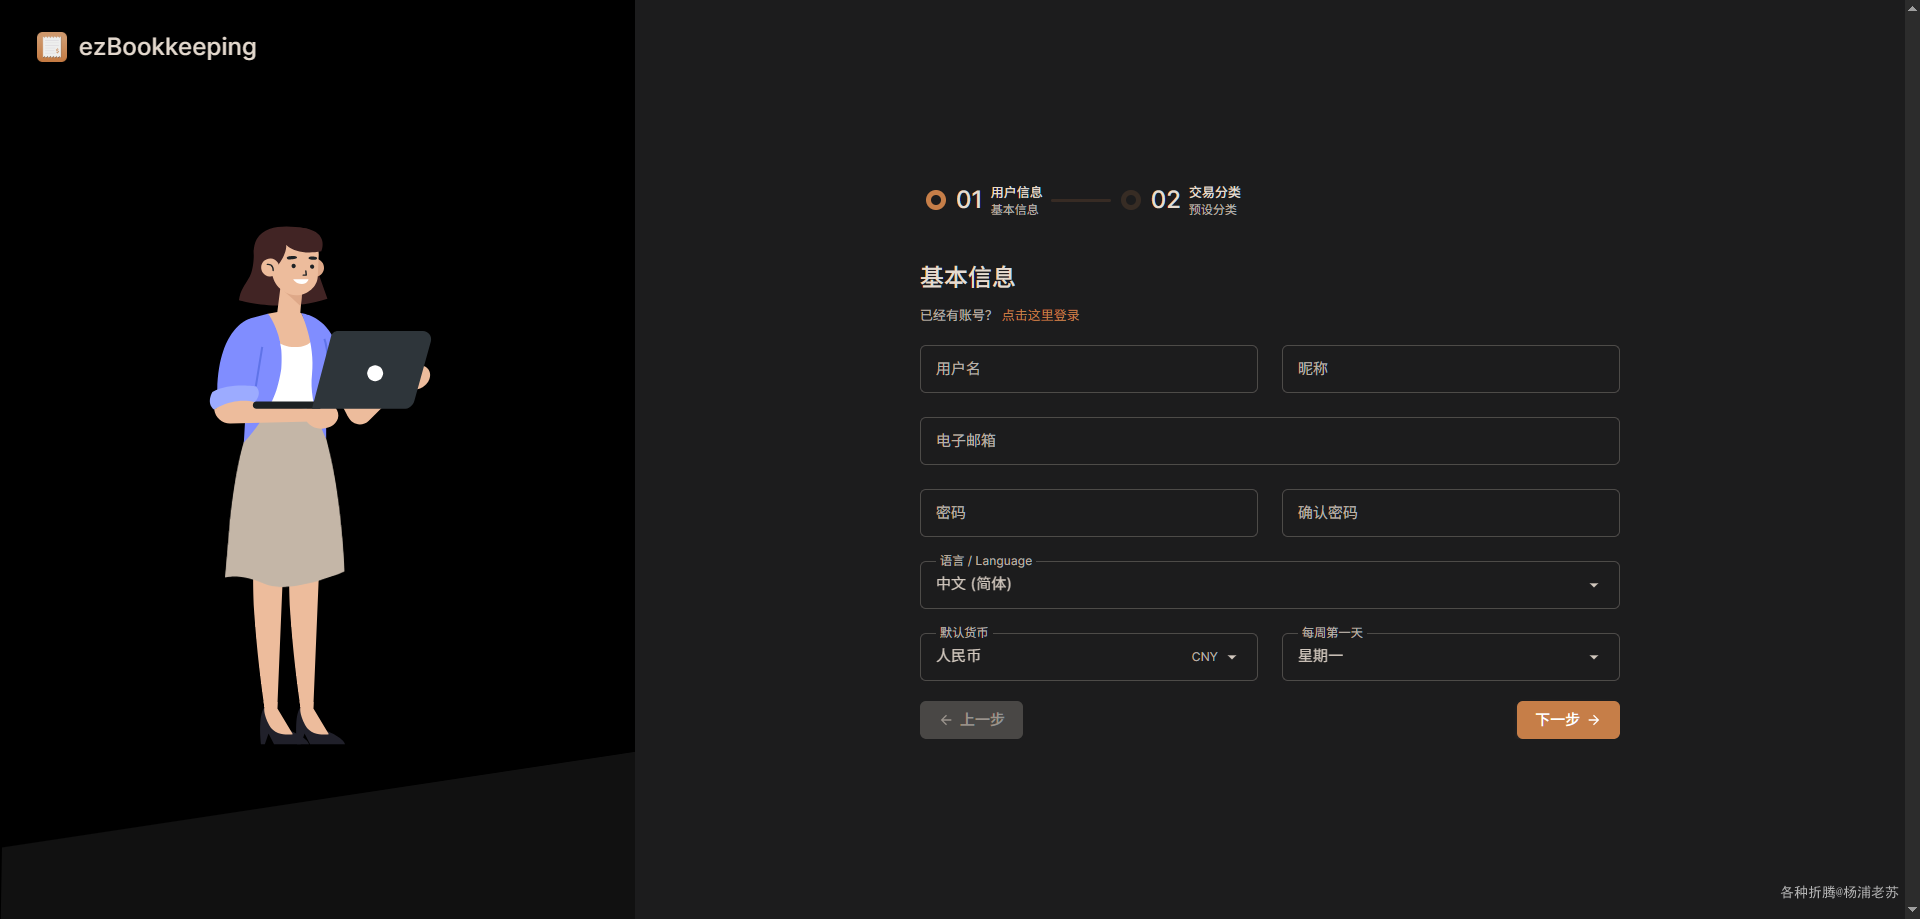 ezBookkeeping
01 用户信息 基本信息
02 交易分类 预设分类
基本信息
已经有账号? 点击这里登录
用户名 昵称
电子邮箱
密码 确认密码
语言 / Language
中文 (简体)
默认货币 每周第一天
人民币 CNY 星期一
← 上一步 下一步 →
各种折腾@杨浦老苏